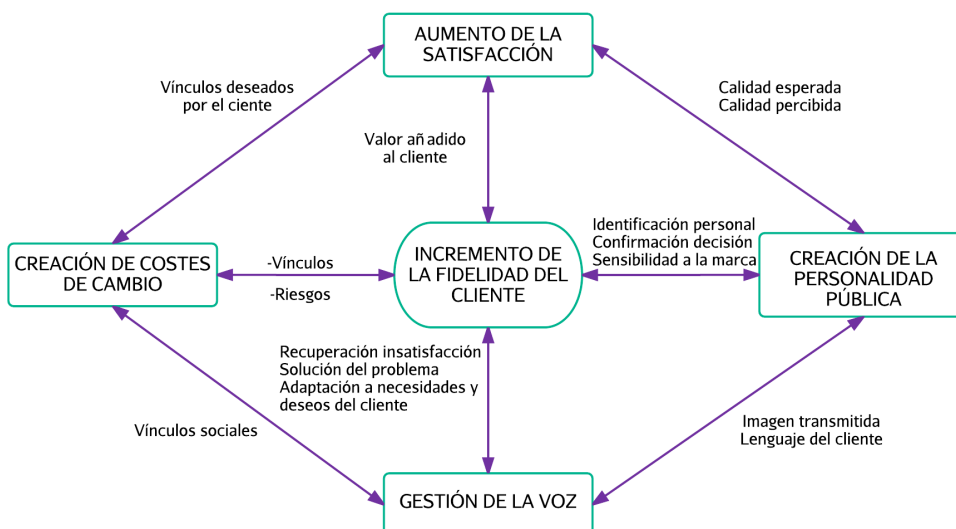 AUMENTO DE LA
SATISFACCIÓN
Vínculos deseados
por el ciente
Calidad esperada
Calidad percibida
Valor añadido
al cliente
CREACIÓN DE COSTES
DE CAMBIO
-Vínculos
-Riesgos
INCREMENTO DE
LA FIDELIDAD DEL
CLIENTE
Identificación personal
Confirmación decisión
Sensibilidad a la marca
CREACIÓN DE LA
PERSONALIDAD
PÚBLICA
Recuperación insatisfacción
Solución del problema
Adaptación a necesidades y
deseos del cliente
Vínculos sociales
Imagen transmitida
Lenguaje del cliente
GESTIÓN DE LA VOZ